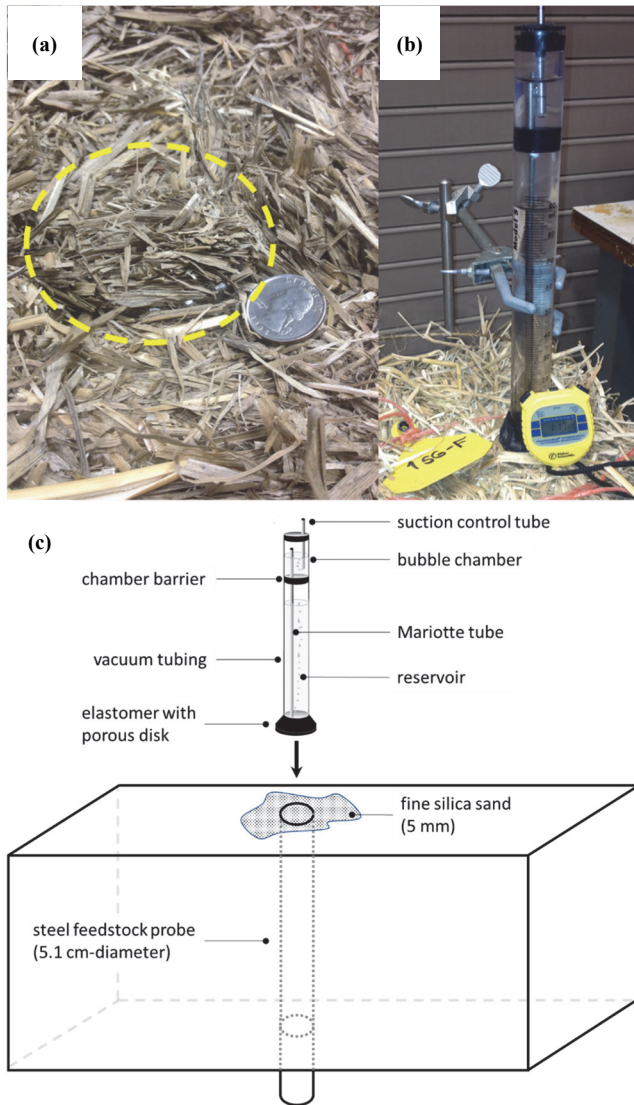 (a)
(b)
Model S
1SG-F
(c)
suction control tube
bubble chamber
chamber barrier
Mariotte tube
vacuum tubing
reservoir
elastomer with
porous disk
fine silica sand
(5 mm)
steel feedstock probe
(5.1 cm-diameter)